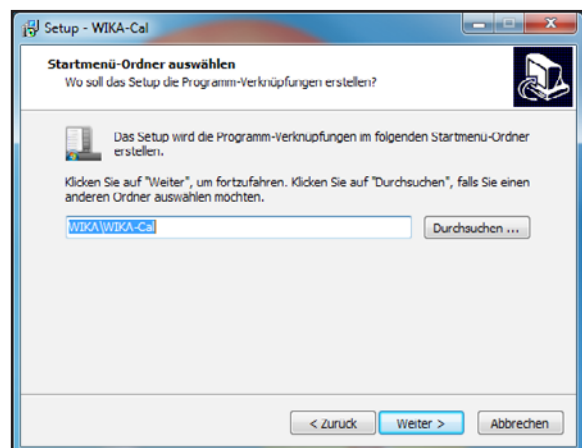 Setup - WIKA-Cal
Startmenü-Ordner auswählen
Wo soll das Setup die Programm-Verknüpfungen erstellen?
Das Setup wird die Programm-Verknüpfungen im folgenden Startmenü-Ordner
erstellen.
Klicken Sie auf "Weiter", um fortzufahren. Klicken Sie auf "Durchsuchen", falls Sie einen
anderen Ordner auswählen möchten.
WIKA\WIKA-Cal
Durchsuchen ...
< Zurück
Weiter >
Abbrechen